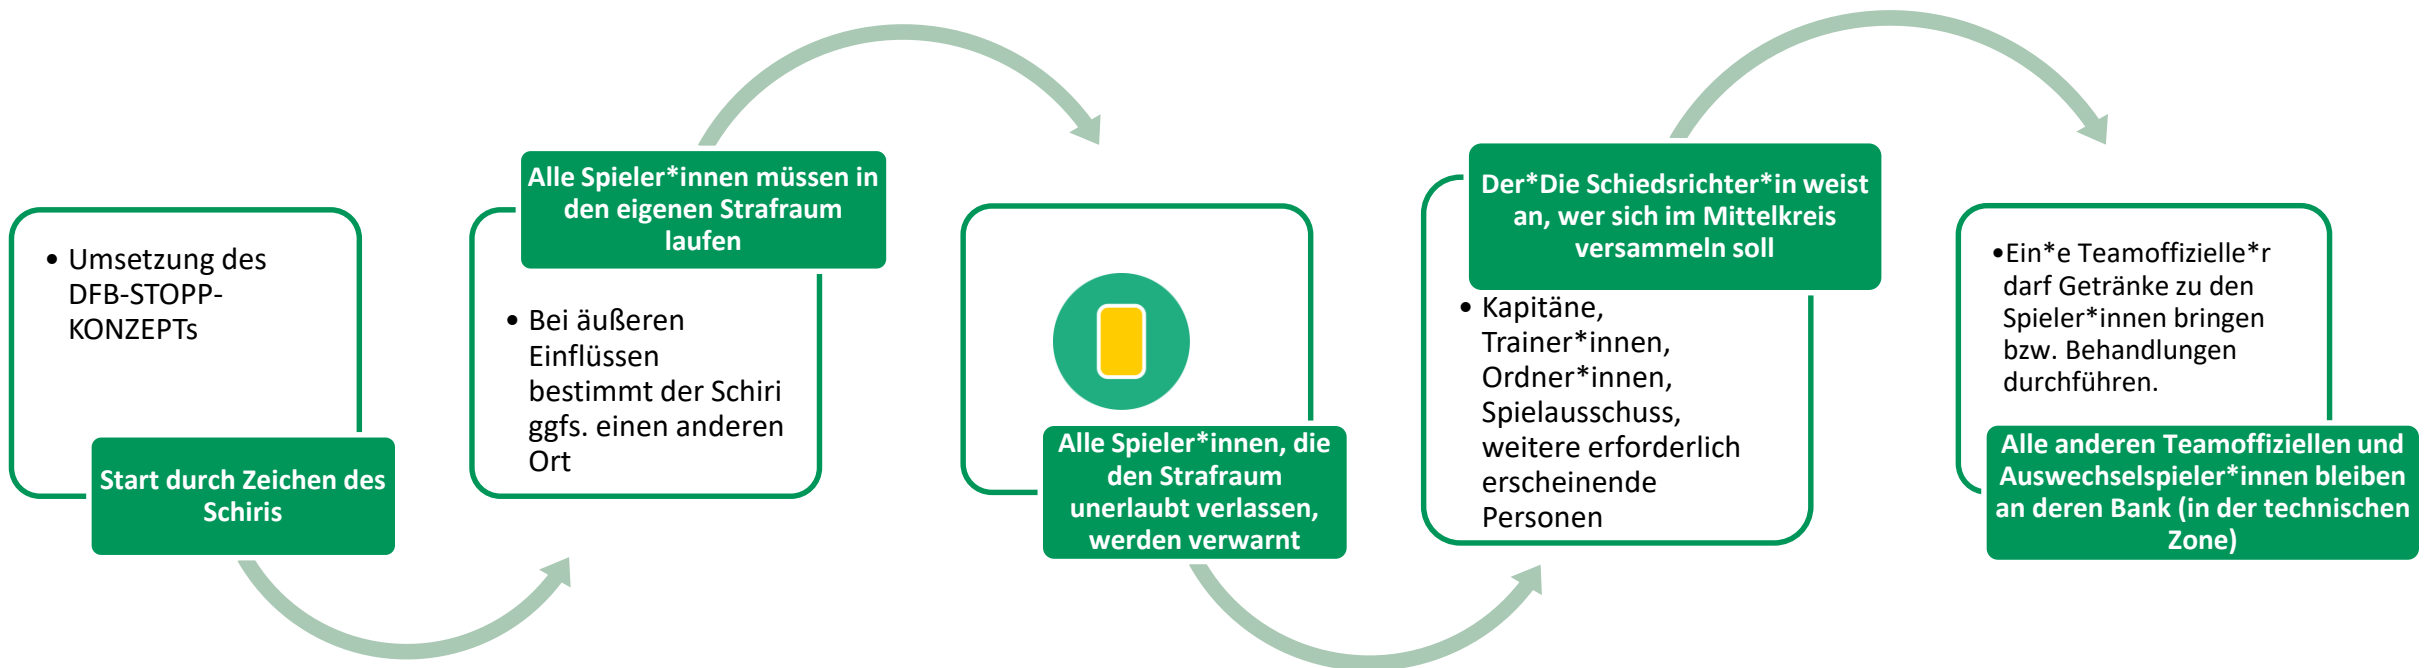 • Umsetzung des
DFB-STOPP-
KONZEPTs
Start durch Zeichen des
Schiris
Alle Spieler*innen müssen in
den eigenen Strafraum
laufen
• Bei äußeren
Einflüssen
bestimmt der Schiri
ggfs. einen anderen
Ort
Alle Spieler*innen, die
den Strafraum
unerlaubt verlassen,
werden verwarnt
Der*Die Schiedsrichter*in weist
an, wer sich im Mittelkreis
versammeln soll
• Kapitäne,
Trainer*innen,
Ordner*innen,
Spielausschuss,
weitere erforderlich
erscheinende
Personen
•Ein*e Teamoffizielle*r
darf Getränke zu den
Spieler*innen bringen
bzw. Behandlungen
durchführen.
Alle anderen Teamoffiziellen und
Auswechselspieler*innen bleiben
an deren Bank (in der technischen
Zone)